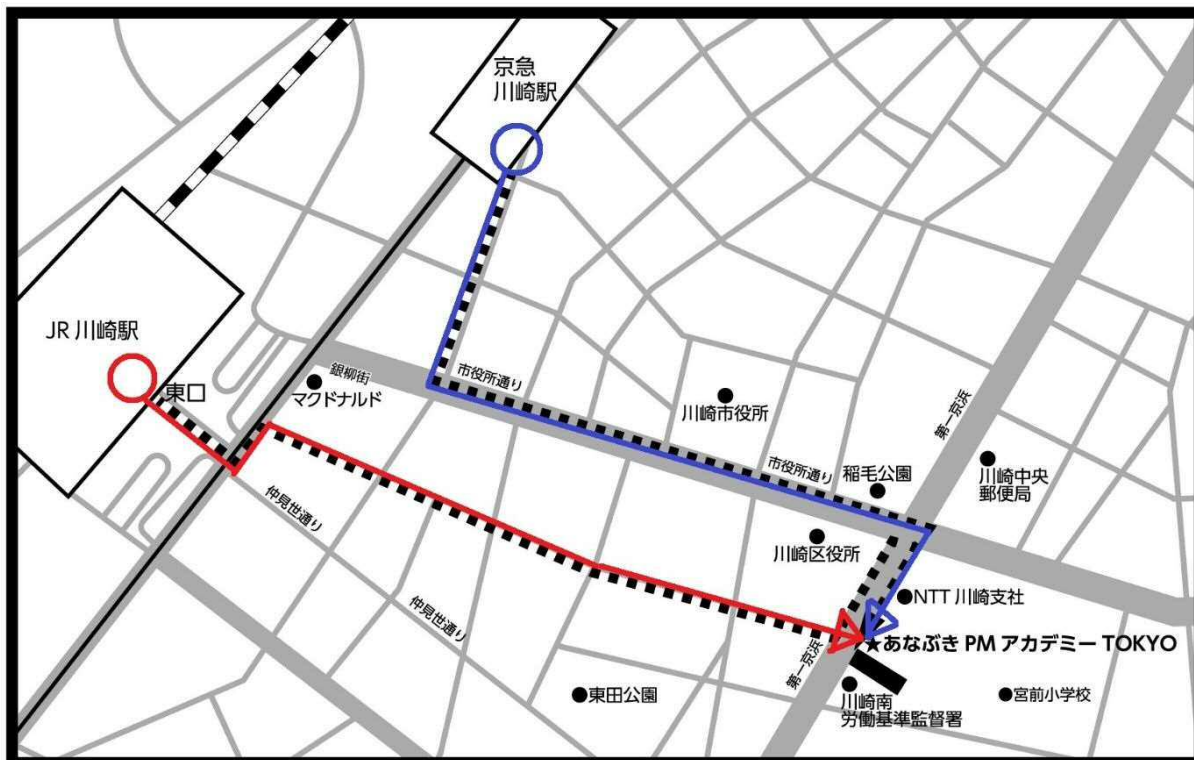 京急
川崎駅
JR 川崎駅
東口
銀柳街
マクドナルド
市役所通り
川崎市役所
第一京浜
市役所通り
稲毛公園
川崎中央
郵便局
仲見世通り
川崎区役所
NTT 川崎支社
仲見世通り
★あなぶき PM アカデミー TOKYO
第一京浜
東田公園
川崎南
労働基準監督署
宮前小学校